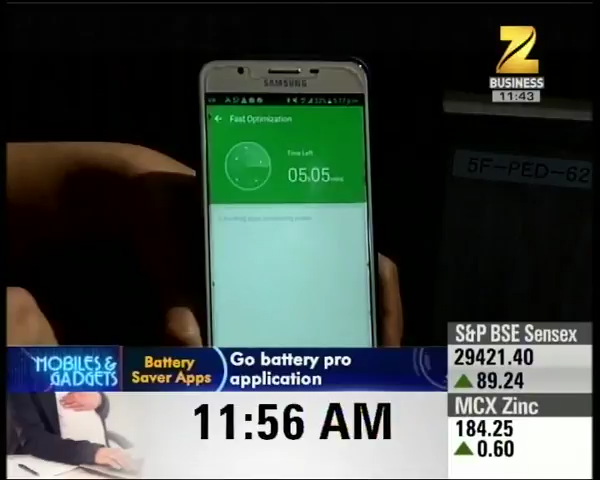 Z
BUSINESS
11:43
SAMSUNG
Fast Optimization
5F-PED-62
Time Left
05:05
MOBILES & GADGETS
Battery
Saver Apps
Go battery pro
application
S&P BSE Sensex
29421.40
89.24
MCX Zinc
184.25
0.60
11:56 AM